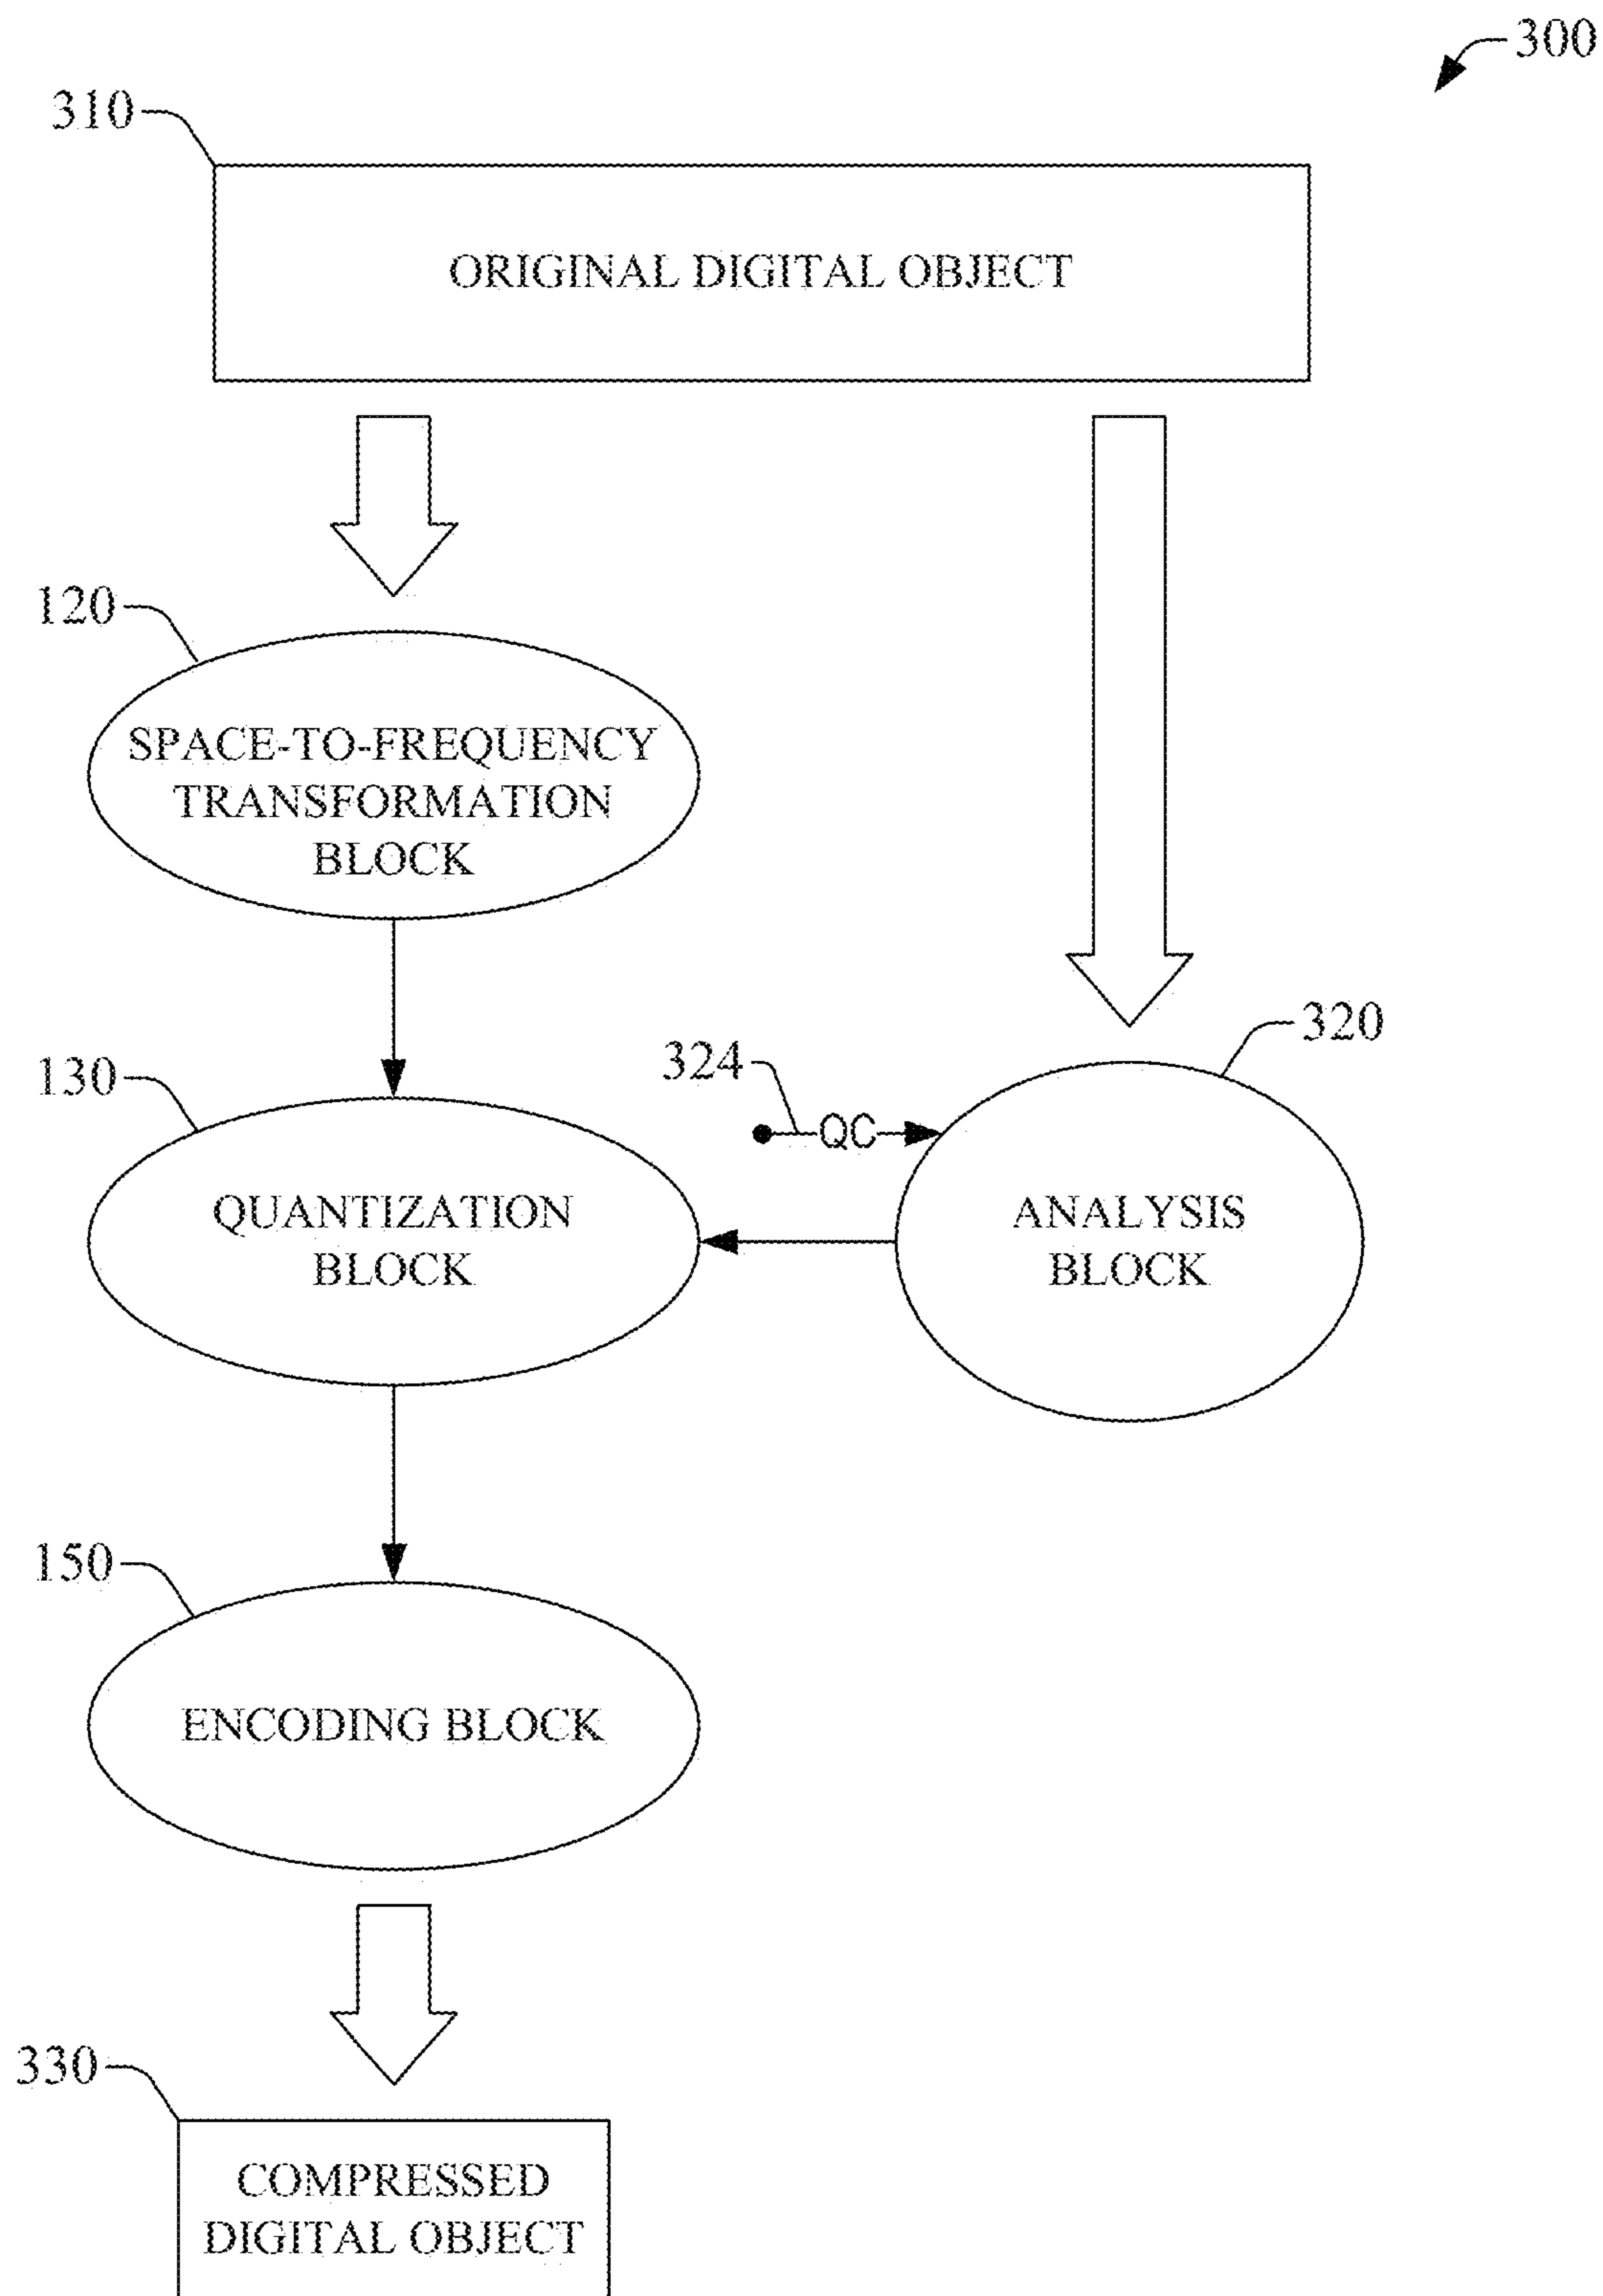 300
310
ORIGINAL DIGITAL OBJECT
120
SPACE-TO-FREQUENCY
TRANSFORMATION
BLOCK
130
QUANTIZATION
BLOCK
324
QC
320
ANALYSIS
BLOCK
150
ENCODING BLOCK
330
COMPRESSED
DIGITAL OBJECT